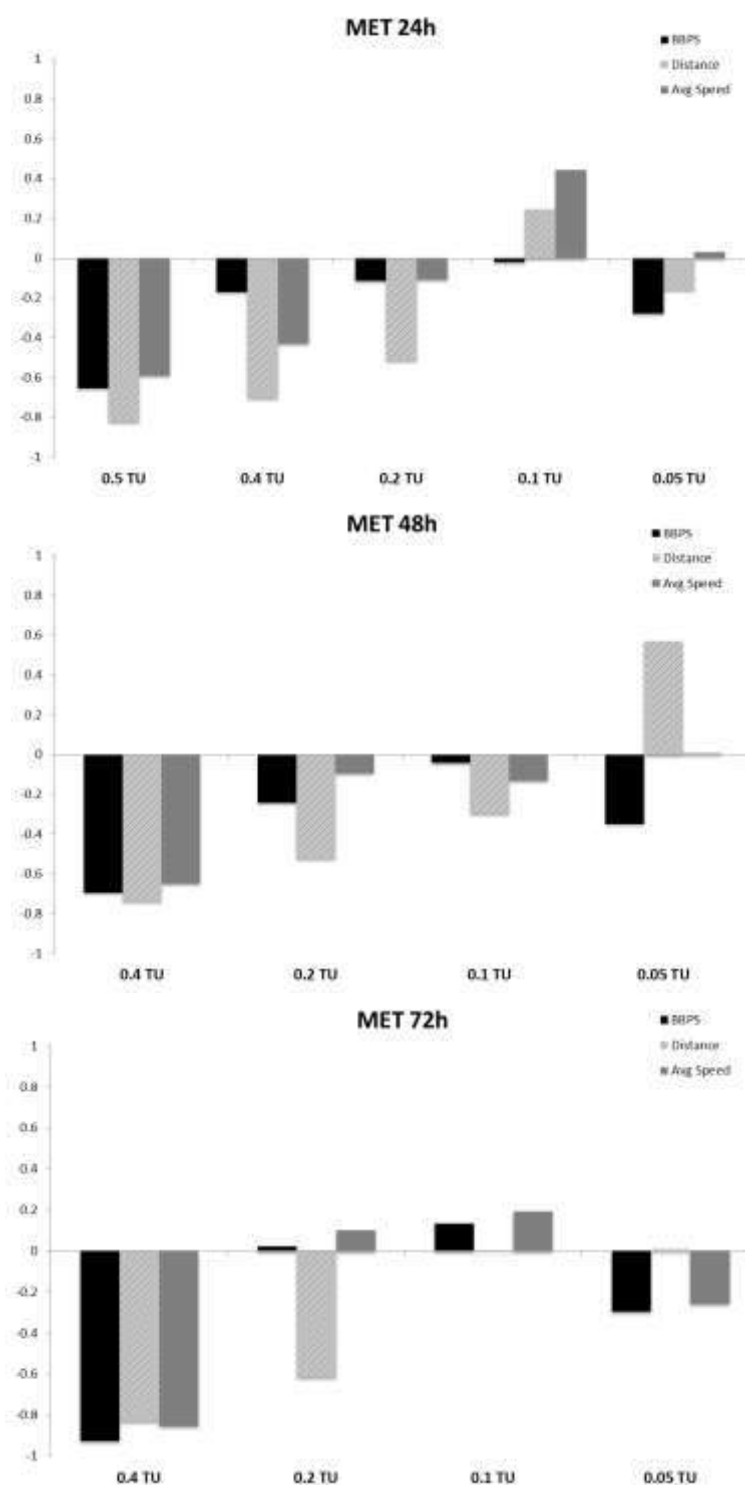 MET 24h
BBPS
Distance
Avg Speed
1
0.8
0.6
0.4
0.2
0
-0.2
-0.4
-0.6
-0.8
-1
0.5 TU 0.4 TU 0.2 TU 0.1 TU 0.05 TU
MET 48h
BBPS
Distance
Avg Speed
1
0.8
0.6
0.4
0.2
0
-0.2
-0.4
-0.6
-0.8
-1
0.4 TU 0.2 TU 0.1 TU 0.05 TU
MET 72h
BBPS
Distance
Avg Speed
1
0.8
0.6
0.4
0.2
0
-0.2
-0.4
-0.6
-0.8
-1
0.4 TU 0.2 TU 0.1 TU 0.05 TU